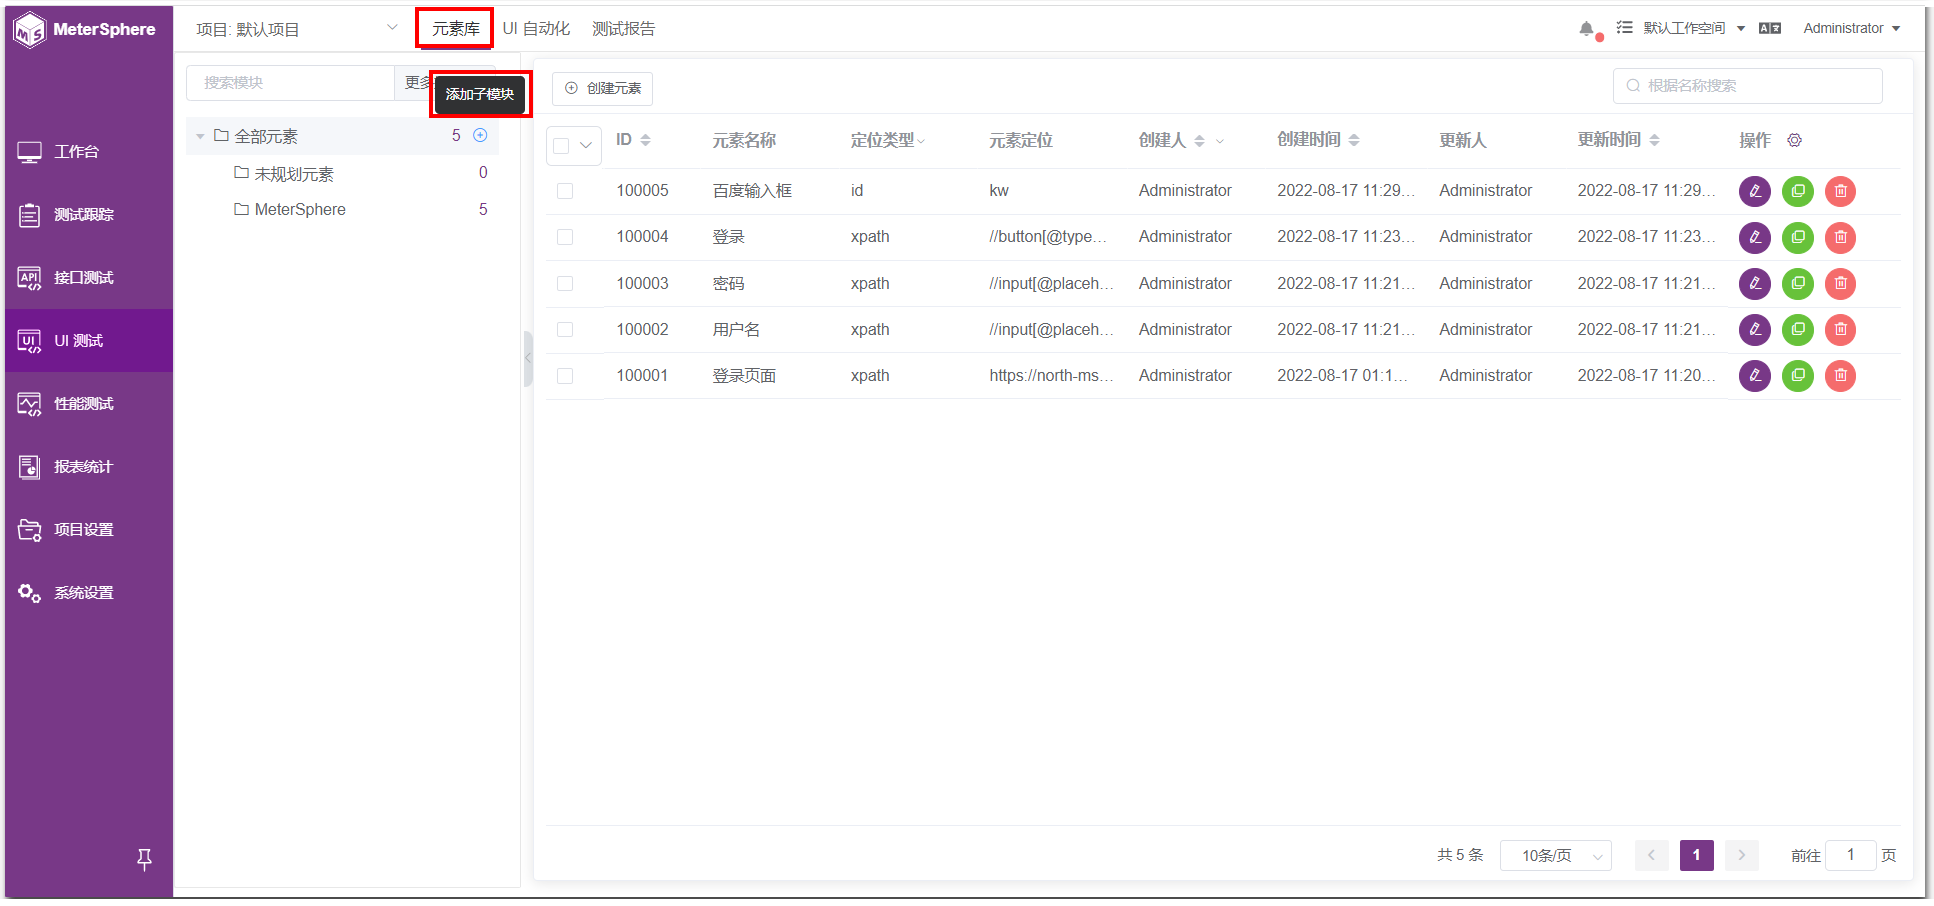 MeterSphere
项目: 默认项目
元素库
UI 自动化
测试报告
默认工作空间
Administrator
搜索模块
更多
添加子模块
创建元素
根据名称搜索
全部元素 5
未规划元素 0
MeterSphere 5
工作台
测试跟踪
接口测试
UI 测试
性能测试
报表统计
项目设置
系统设置
ID 元素名称 定位类型 元素定位 创建人 创建时间 更新人 更新时间 操作
100005 百度输入框 id kw Administrator 2022-08-17 11:29... Administrator 2022-08-17 11:29...
100004 登录 xpath //button[@type... Administrator 2022-08-17 11:23... Administrator 2022-08-17 11:23...
100003 密码 xpath //input[@placeh... Administrator 2022-08-17 11:21... Administrator 2022-08-17 11:21...
100002 用户名 xpath //input[@placeh... Administrator 2022-08-17 11:21... Administrator 2022-08-17 11:21...
100001 登录页面 xpath https://north-ms... Administrator 2022-08-17 01:1... Administrator 2022-08-17 11:20...
共 5 条 10条/页 1 前往 1 页